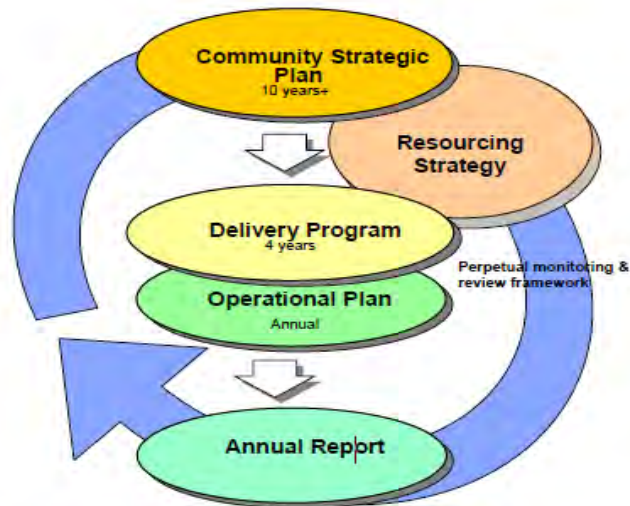 Community Strategic
Plan
10 years+
Resourcing
Strategy
Delivery Program
4 years
Perpetual monitoring &
review framework
Operational Plan
Annual
Annual Report